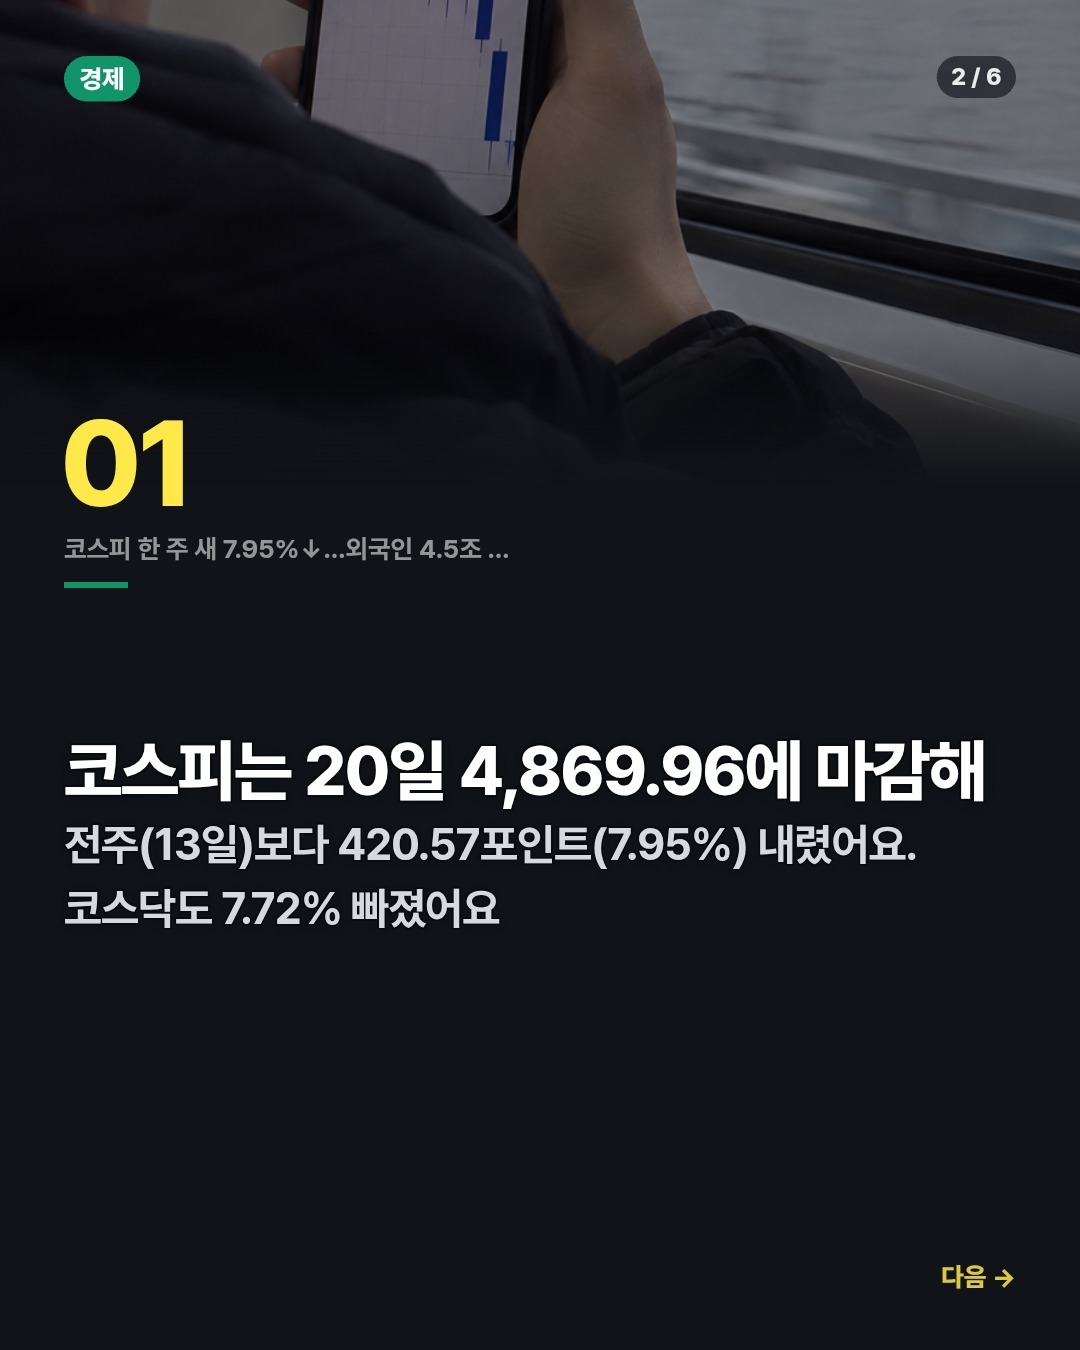 경제
2 / 6
01
코스피 한 주 새 7.95%↓...외국인 4.5조 ...
코스피는 20일 4,869.96에 마감해
전주(13일)보다 420.57포인트(7.95%) 내렸어요.
코스닥도 7.72% 빠졌어요
다음 →